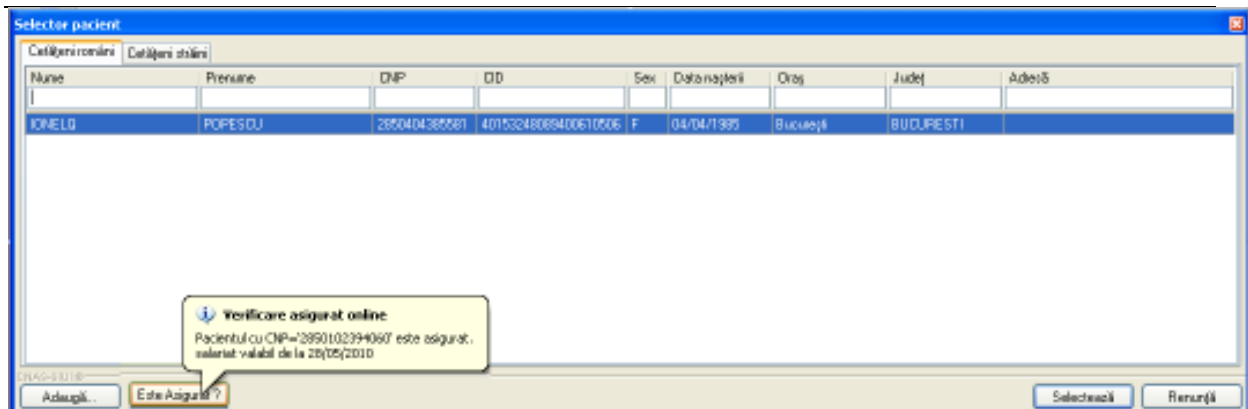 Selector pacient
Cetăţeni români Cetăţeni străini
Nume Prenume CNP CID Sex Data naşterii Oraş Judeţ Adresă
IONELA POPESCU 2850404385581 40153248089400610506 F 04/04/1985 Bucureşti BUCURESTI
Verificare asigurat online
Pacientul cu CNP='2850102394060' este asigurat,
salariat valabil de la 28/05/2010
Adaugă... Este Asigurat ? Selectează Renunţă